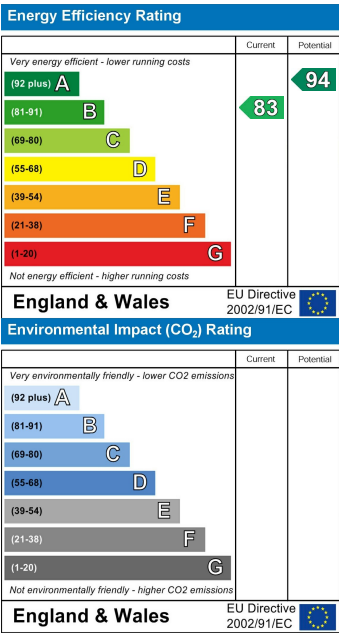 Energy Efficiency Rating
Current Potential
Very energy efficient - lower running costs
(92 plus) A
94
(81-91) B
83
(69-80) C
(55-68) D
(39-54) E
(21-38) F
(1-20) G
Not energy efficient - higher running costs
England & Wales
EU Directive
2002/91/EC
Environmental Impact (CO₂) Rating
Current Potential
Very environmentally friendly - lower CO2 emissions
(92 plus) A
(81-91) B
(69-80) C
(55-68) D
(39-54) E
(21-38) F
(1-20) G
Not environmentally friendly - higher CO2 emissions
England & Wales
EU Directive
2002/91/EC